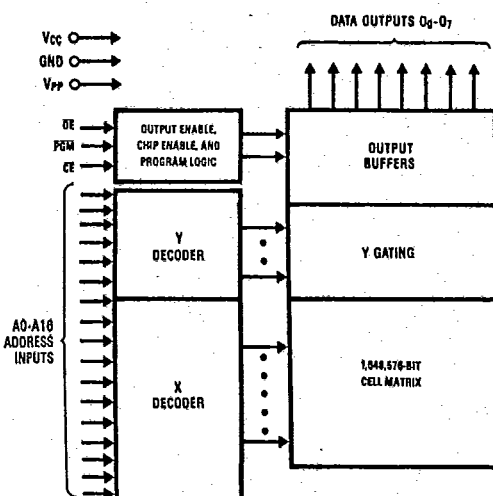 DATA OUTPUTS O0-O7
VCC
GND
VPP
OE
PGM
CE
OUTPUT ENABLE,
CHIP ENABLE, AND
PROGRAM LOGIC
OUTPUT
BUFFERS
Y
DECODER
Y GATING
A0-A16
ADDRESS
INPUTS
X
DECODER
1,048,576-BIT
CELL MATRIX